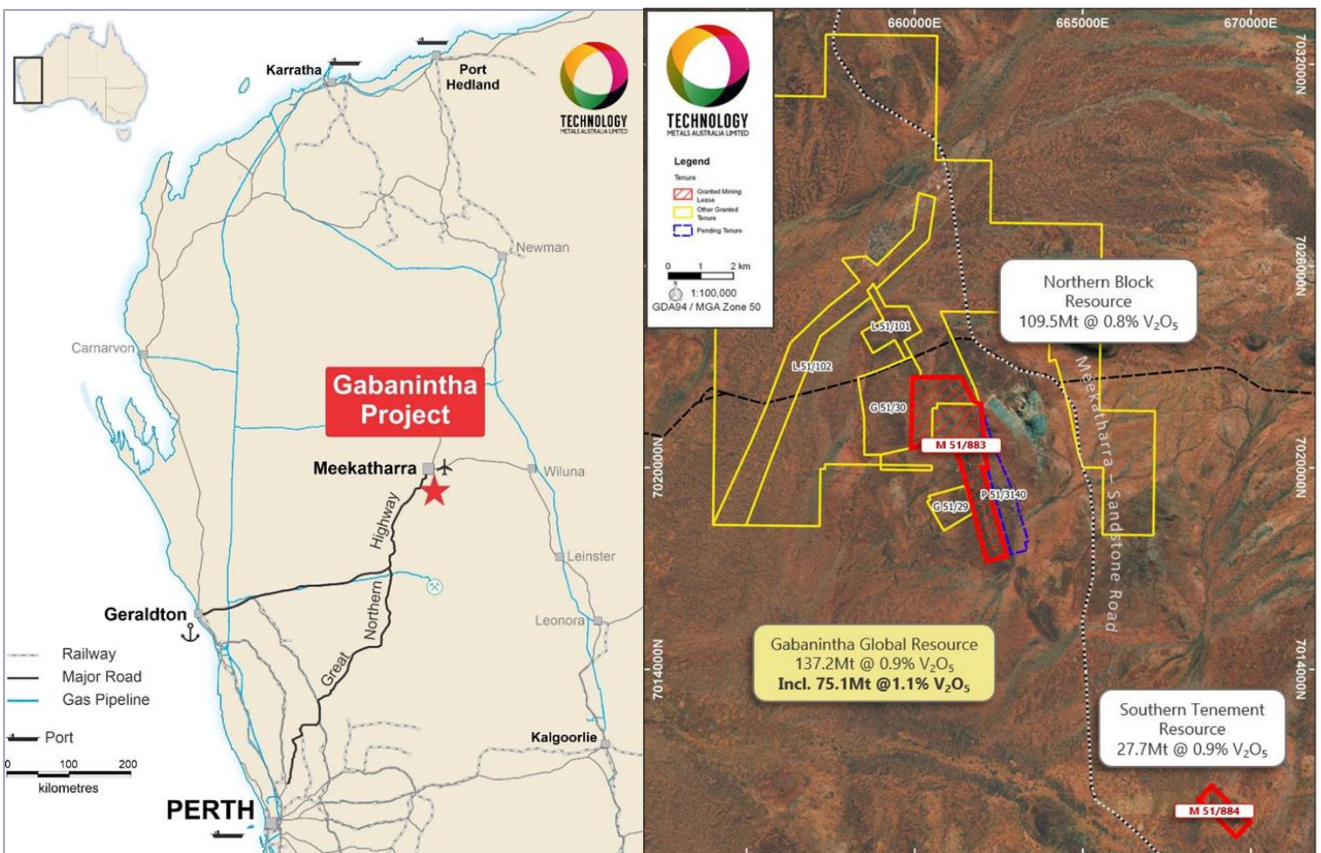 Karratha
Port
Hedland
TECHNOLOGY
METALS AUSTRALIA LIMITED
Newman
Carnarvon
Gabanintha
Project
Meekatharra
Wiluna
Highway
Northern
Great
Leinster
Geraldton
Leonora
Railway
Major Road
Gas Pipeline
Port
0 100 200
kilometres
Kalgoorlie
PERTH
660000E
665000E
670000E
TECHNOLOGY
METALS AUSTRALIA LIMITED
Legend
Tenure
Granted Mining
Lease
Other Granted
Tenure
Pending Tenure
0 1 2 km
N
1:100,000
GDA94 / MGA Zone 50
7032000N
7026000N
7020000N
7020000N
7014000N
7014000N
Northern Block
Resource
109.5Mt @ 0.8% V₂O₅
L 51/101
L 51/102
G 51/30
M 51/883
P 51/3140
G 51/29
Meekatharra – Sandstone Road
Gabanintha Global Resource
137.2Mt @ 0.9% V₂O₅
Incl. 75.1Mt @1.1% V₂O₅
Southern Tenement
Resource
27.7Mt @ 0.9% V₂O₅
M 51/884